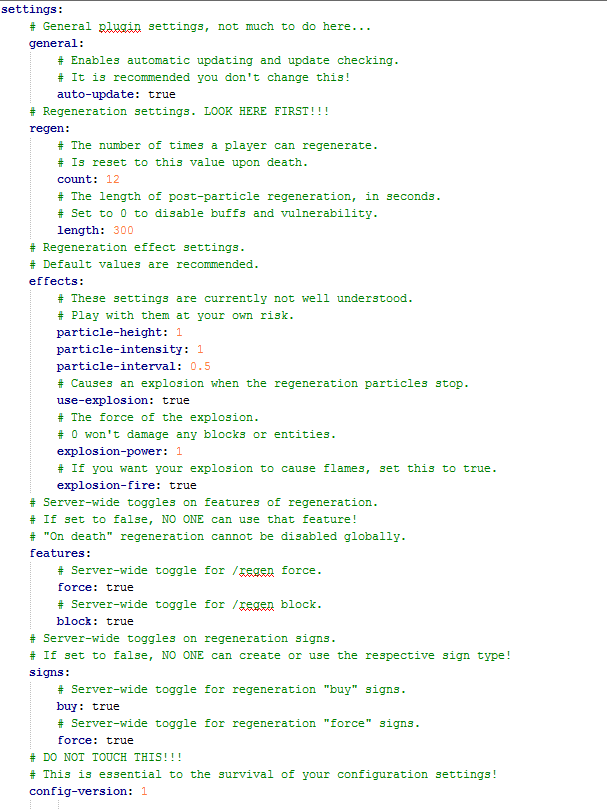 settings:
# General plugin settings, not much to do here...
general:
# Enables automatic updating and update checking.
# It is recommended you don't change this!
auto-update: true
# Regeneration settings. LOOK HERE FIRST!!!
regen:
# The number of times a player can regenerate.
# Is reset to this value upon death.
count: 12
# The length of post-particle regeneration, in seconds.
# Set to 0 to disable buffs and vulnerability.
length: 300
# Regeneration effect settings.
# Default values are recommended.
effects:
# These settings are currently not well understood.
# Play with them at your own risk.
particle-height: 1
particle-intensity: 1
particle-interval: 0.5
# Causes an explosion when the regeneration particles stop.
use-explosion: true
# The force of the explosion.
# 0 won't damage any blocks or entities.
explosion-power: 1
# If you want your explosion to cause flames, set this to true.
explosion-fire: true
# Server-wide toggles on features of regeneration.
# If set to false, NO ONE can use that feature!
# "On death" regeneration cannot be disabled globally.
features:
# Server-wide toggle for /regen force.
force: true
# Server-wide toggle for /regen block.
block: true
# Server-wide toggles on regeneration signs.
# If set to false, NO ONE can create or use the respective sign type!
signs:
# Server-wide toggle for regeneration "buy" signs.
buy: true
# Server-wide toggle for regeneration "force" signs.
force: true
# DO NOT TOUCH THIS!!!
# This is essential to the survival of your configuration settings!
config-version: 1